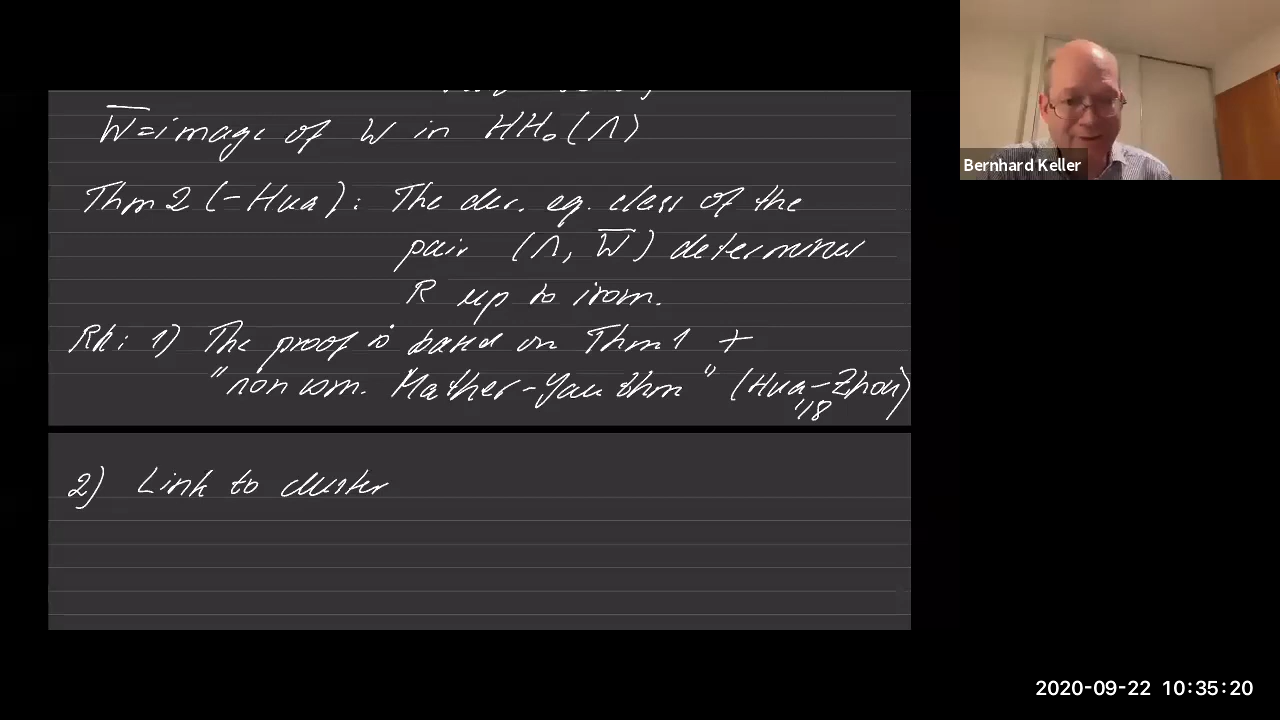 W̅ = image of W in HH₀(Λ)
Thm 2 (-Hua): The der. eq. class of the
pair (Λ, W̅) determines
R up to isom.
Rk: 1) The proof is based on Thm 1 +
"non com. Mather-Yau thm" (Hua-Zhou)
'18
2) Link to cluster
Bernhard Keller
2020-09-22 10:35:20